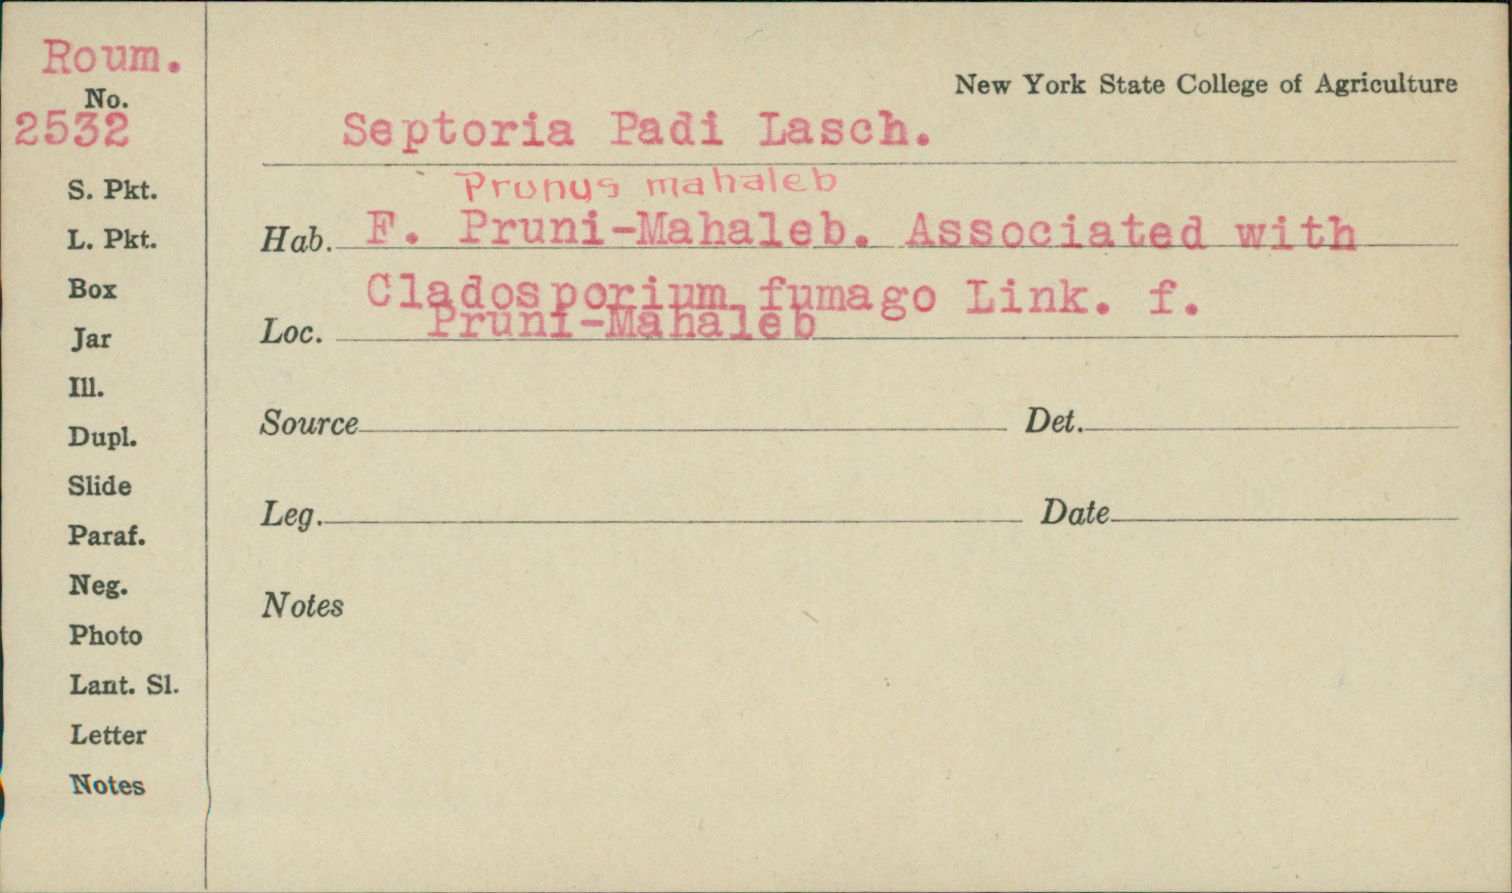 Roum.
No.
2532
S. Pkt.
L. Pkt.
Box
Jar
Ill.
Dupl.
Slide
Paraf.
Neg.
Photo
Lant. Sl.
Letter
Notes
New York State College of Agriculture
Septoria Padi Lasch.
Prunus mahaleb
Hab. F. Pruni-Mahaleb. Associated with
Cladosporium fumago Link. f.
Loc. Pruni-Mahaleb
Source Det.
Leg. Date
Notes